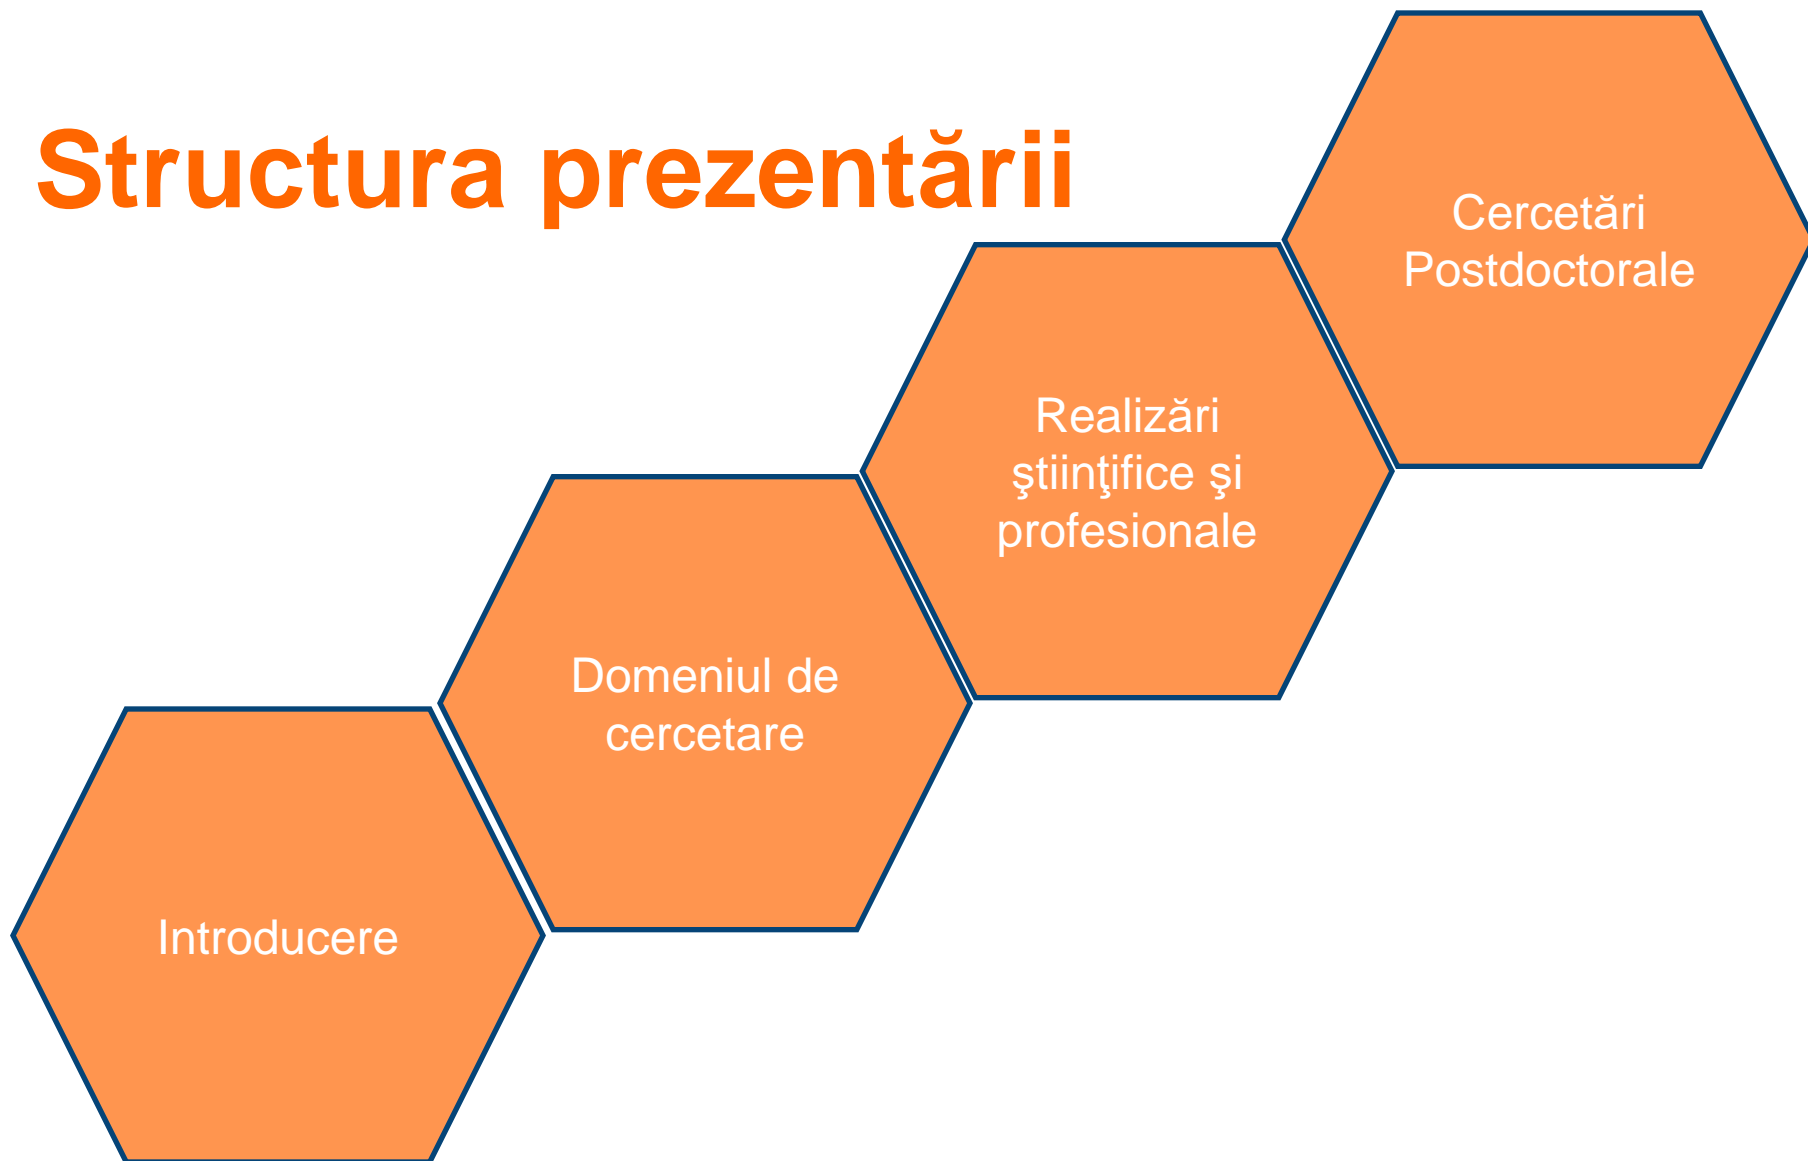 Structura prezentării
Cercetări
Postdoctorale
Realizări
ştiinţifice şi
profesionale
Domeniul de
cercetare
Introducere